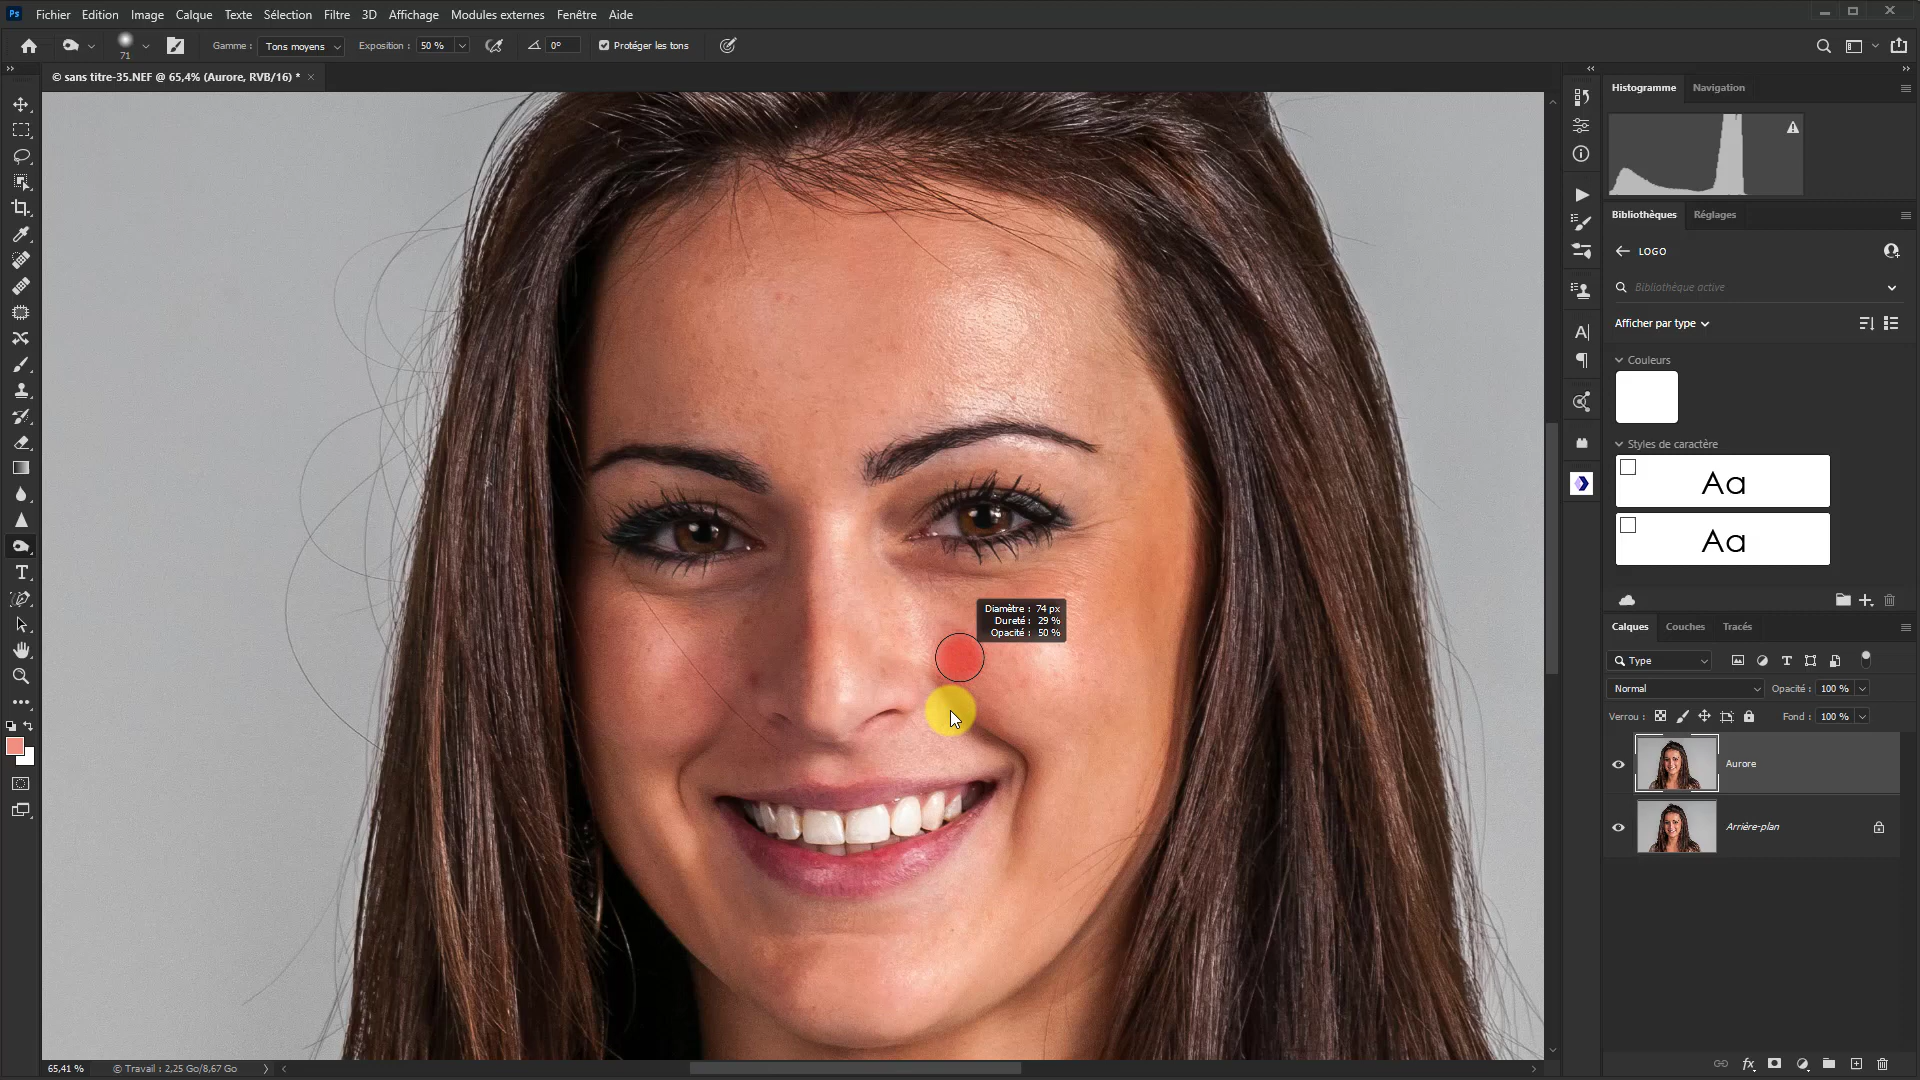 Ps Fichier Edition Image Calque Texte Sélection Filtre 3D Affichage Modules externes Fenêtre Aide
71 Gamme : Tons moyens Exposition : 50 % 0° Protéger les tons
© sans titre-35.NEF @ 65,4% (Aurore, RVB/16) *
Histogramme Navigation
Bibliothèques Réglages
LOGO
Bibliothèque active
Afficher par type
Couleurs
Styles de caractère
Aa
Aa
Diamètre : 74 px
Dureté : 29 %
Opacité : 50 %
Calques Couches Tracés
Type
Normal Opacité : 100 %
Verrou : Fond : 100 %
Aurore
Arrière-plan
65,41 % © Travail : 2,25 Go/8,67 Go
fx